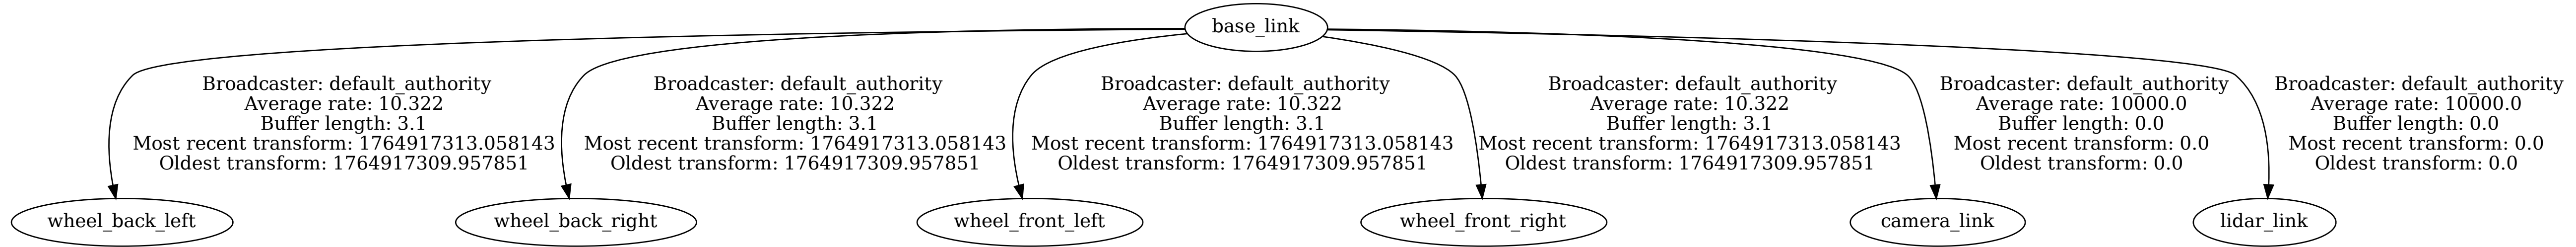 base_link
Broadcaster: default_authority
Average rate: 10.322
Buffer length: 3.1
Most recent transform: 1764917313.058143
Oldest transform: 1764917309.957851
Broadcaster: default_authority
Average rate: 10.322
Buffer length: 3.1
Most recent transform: 1764917313.058143
Oldest transform: 1764917309.957851
Broadcaster: default_authority
Average rate: 10.322
Buffer length: 3.1
Most recent transform: 1764917313.058143
Oldest transform: 1764917309.957851
Broadcaster: default_authority
Average rate: 10.322
Buffer length: 3.1
Most recent transform: 1764917313.058143
Oldest transform: 1764917309.957851
Broadcaster: default_authority
Average rate: 10000.0
Buffer length: 0.0
Most recent transform: 0.0
Oldest transform: 0.0
Broadcaster: default_authority
Average rate: 10000.0
Buffer length: 0.0
Most recent transform: 0.0
Oldest transform: 0.0
wheel_back_left
wheel_back_right
wheel_front_left
wheel_front_right
camera_link
lidar_link